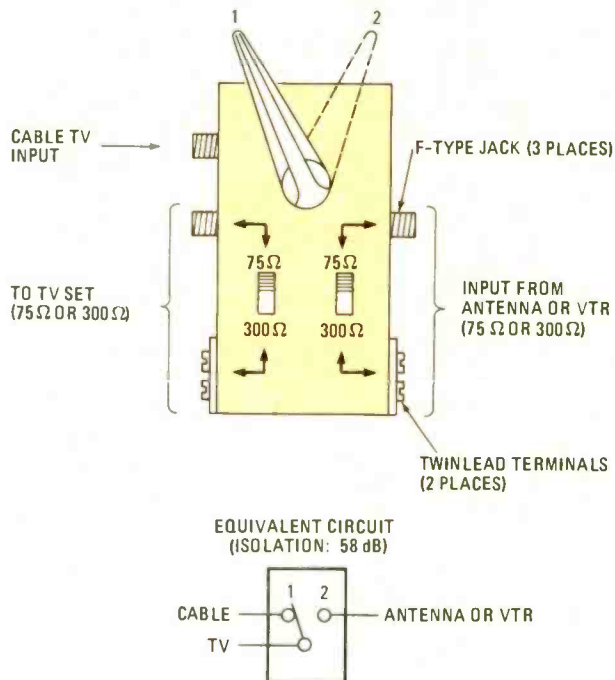 1 2
CABLE TV
INPUT
F-TYPE JACK (3 PLACES)
75Ω 75Ω
300Ω 300Ω
TO TV SET
(75Ω OR 300Ω)
INPUT FROM
ANTENNA OR VTR
(75 Ω OR 300Ω)
TWINLEAD TERMINALS
(2 PLACES)
EQUIVALENT CIRCUIT
(ISOLATION: 58 dB)
1 2
CABLE
ANTENNA OR VTR
TV